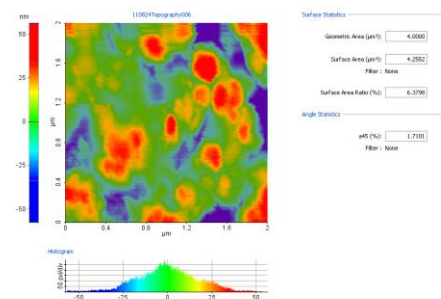 nm
110824Topography006
50
25
0
-25
-50
2
1.6
1.2
0.8
0.4
0
µm
0 0.4 0.8 1.2 1.6 2
µm
Surface Statistics
Geometric Area (µm²): 4.0000
Surface Area (µm²): 4.2552
Filter : None
Surface Area Ratio (%): 6.3798
Angle Statistics
a45 (%): 1.7101
Filter : None
Histogram
-50 -25 0 25 50